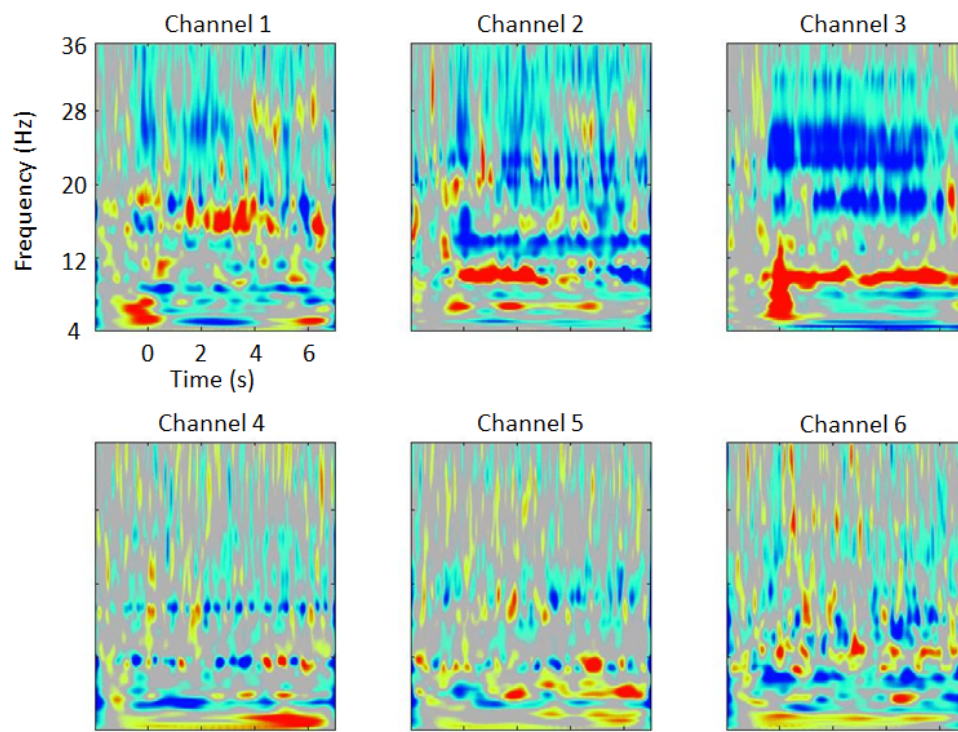 Channel 1
Channel 2
Channel 3
36
28
20
12
4
Frequency (Hz)
0 2 4 6
Time (s)
Channel 4
Channel 5
Channel 6